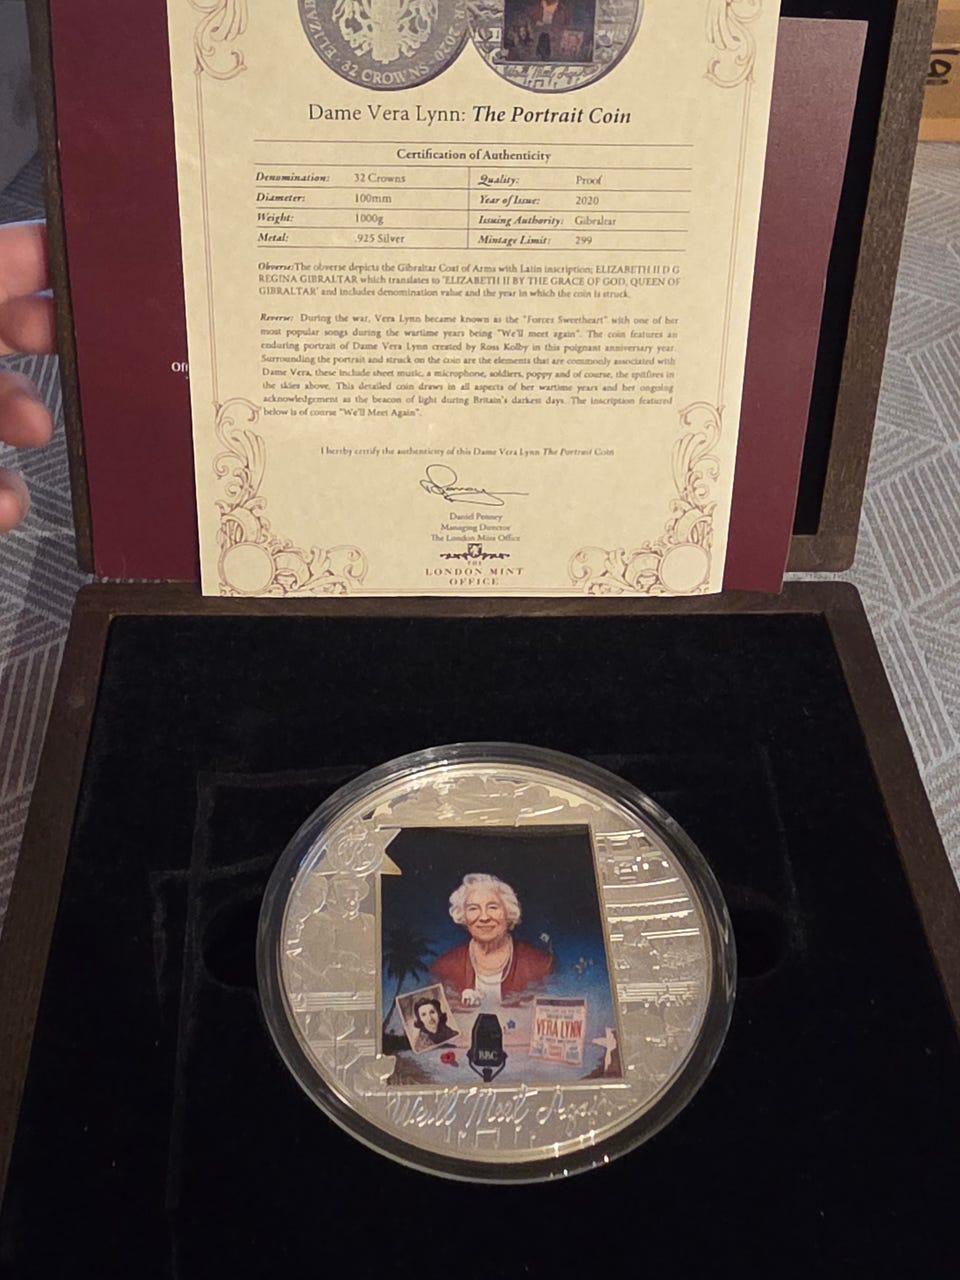 32 CROWNS 2020
Dame Vera Lynn: The Portrait Coin
Certification of Authenticity
Denomination: 32 Crowns Quality: Proof
Diameter: 100mm Year of Issue: 2020
Weight: 1000g Issuing Authority: Gibraltar
Metal: .925 Silver Mintage Limit: 299
Obverse: The obverse depicts the Gibraltar Coat of Arms with Latin inscription; ELIZABETH II D G
REGINA GIBRALTAR which translates to 'ELIZABETH II BY THE GRACE OF GOD, QUEEN OF
GIBRALTAR' and includes denomination value and the year in which the coin is struck.
Reverse: During the war, Vera Lynn became known as the "Forces Sweetheart" with one of her
most popular songs during the wartime years being "We'll meet again". The coin features an
enduring portrait of Dame Vera Lynn created by Ross Kolby in this poignant anniversary year.
Surrounding the portrait and struck on the coin are the elements that are commonly associated with
Dame Vera, these include sheet music, a microphone, soldiers, poppy and of course, the spitfires in
the skies above. This detailed coin draws in all aspects of her wartime years and her ongoing
acknowledgement as the beacon of light during Britain's darkest days. The inscription featured
below is of course "We'll Meet Again".
I hereby certify the authenticity of this Dame Vera Lynn The Portrait Coin
Daniel Penney
Managing Director
The London Mint Office
THE
LONDON MINT
OFFICE
VERA LYNN
BBC
We'll Meet Again